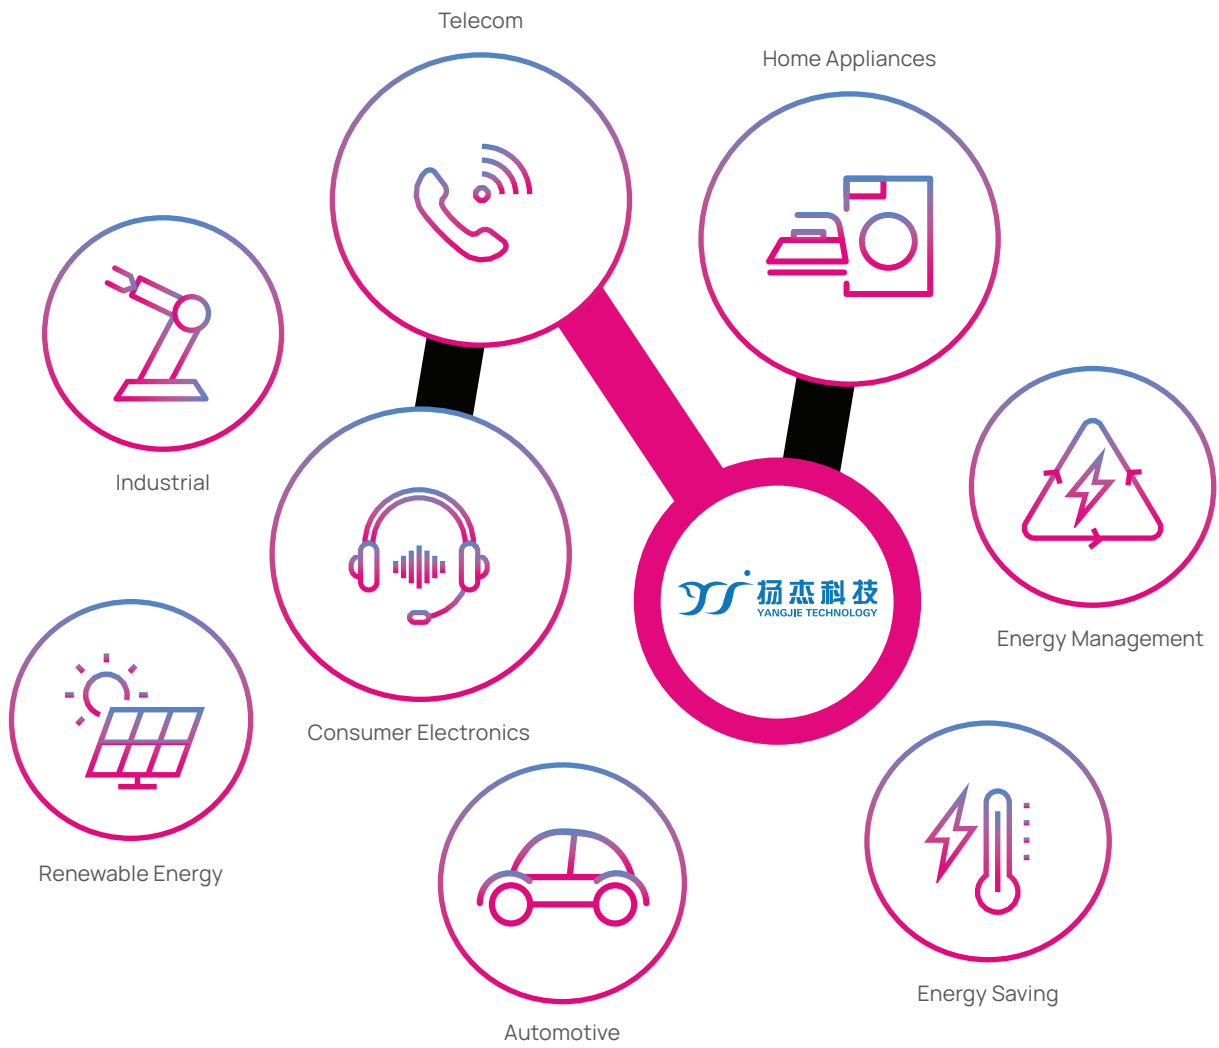 Telecom
Home Appliances
Industrial
扬杰科技
YANGJIE TECHNOLOGY
Energy Management
Consumer Electronics
Renewable Energy
Energy Saving
Automotive